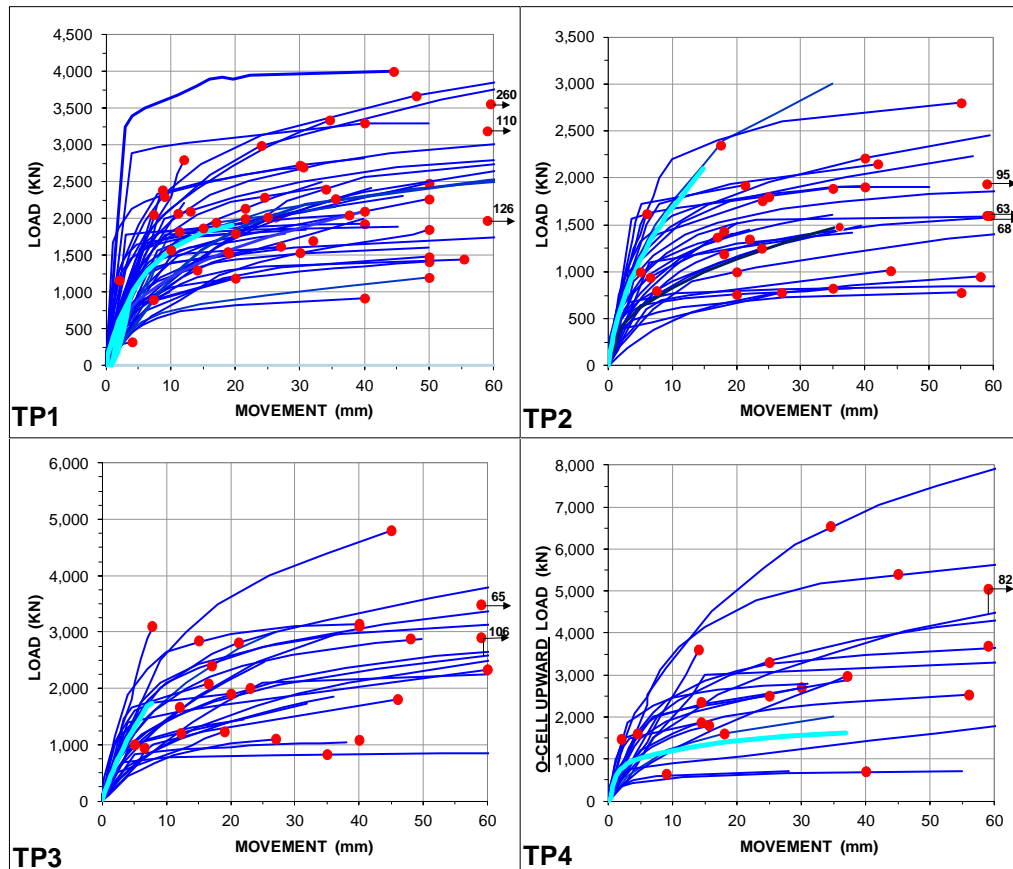 4,500
4,000
3,500
3,000
2,500
2,000
1,500
1,000
500
0
LOAD (KN)
260
110
126
0 10 20 30 40 50 60
MOVEMENT (mm)
TP1
3,500
3,000
2,500
2,000
1,500
1,000
500
0
LOAD (KN)
95
63
68
0 10 20 30 40 50 60
MOVEMENT (mm)
TP2
6,000
5,000
4,000
3,000
2,000
1,000
0
LOAD (KN)
65
106
0 10 20 30 40 50 60
MOVEMENT (mm)
TP3
8,000
7,000
6,000
5,000
4,000
3,000
2,000
1,000
0
O-CELL UPWARD LOAD (kN)
82
0 10 20 30 40 50 60
MOVEMENT (mm)
TP4